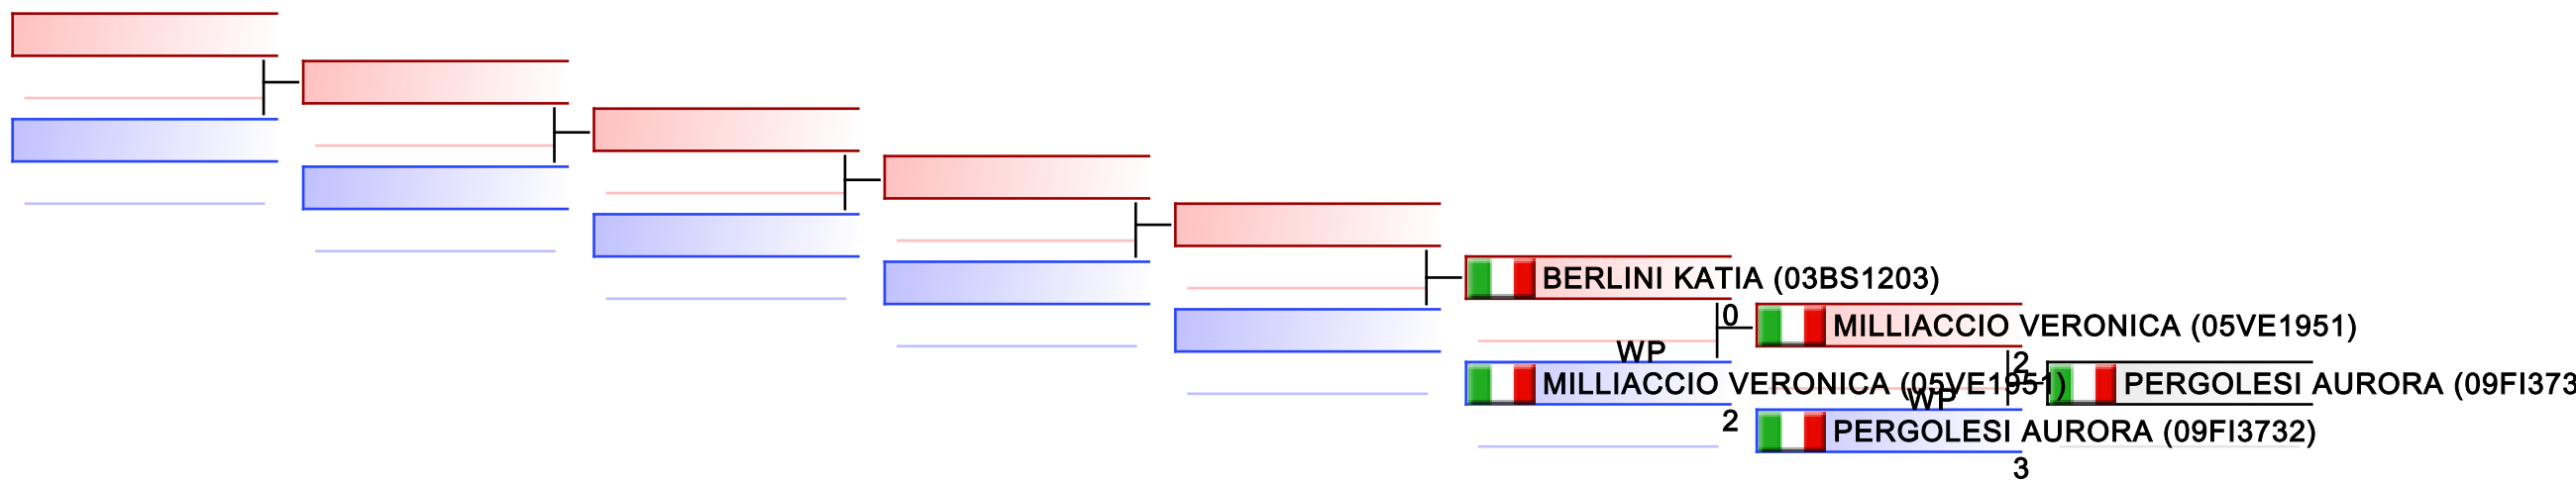 BERLINI KATIA (03BS1203)
0
MILLIACCIO VERONICA (05VE1951)
WP
2
MILLIACCIO VERONICA (05VE1951)
PERGOLESI AURORA (09FI373
WP
2
PERGOLESI AURORA (09FI3732)
3